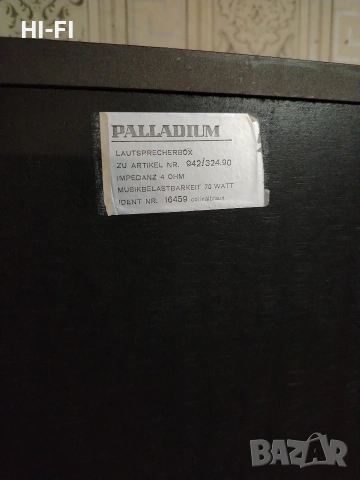 HI-FI
PALLADIUM
LAUTSPRECHERBOX
ZU ARTIKEL NR. 942/324.90
IMPEDANZ 4 OHM
MUSIKBELASTBARKEIT 70 WATT
IDENT NR. 16459
BAZAR